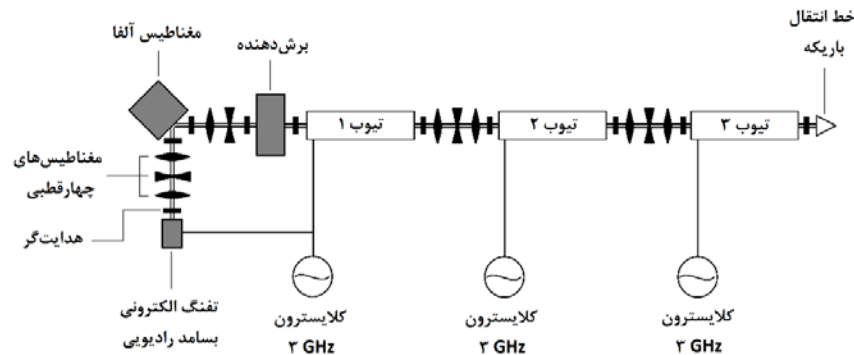 خط انتقال
باریکه
برش‌دهنده
مغناطیس آلفا
تیوب ۱
تیوب ۲
تیوب ۳
مغناطیس‌های
چهارقطبی
هدایت‌گر
تفنگ الکترونی
بسامد رادیویی
کلایسترون
۳ GHz
کلایسترون
۳ GHz
کلایسترون
۳ GHz